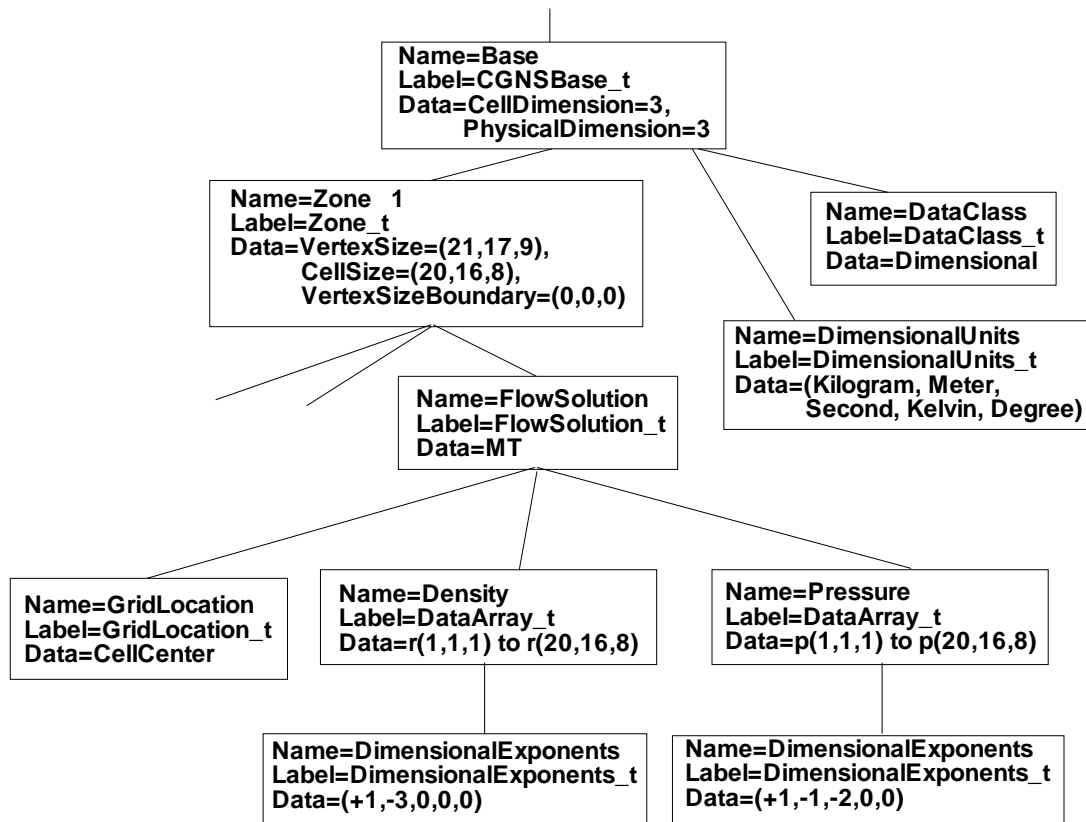 Name=Base
Label=CGNSBase_t
Data=CellDimension=3,
PhysicalDimension=3
Name=Zone 1
Label=Zone_t
Data=VertexSize=(21,17,9),
CellSize=(20,16,8),
VertexSizeBoundary=(0,0,0)
Name=DataClass
Label=DataClass_t
Data=Dimensional
Name=DimensionalUnits
Label=DimensionalUnits_t
Data=(Kilogram, Meter,
Second, Kelvin, Degree)
Name=FlowSolution
Label=FlowSolution_t
Data=MT
Name=GridLocation
Label=GridLocation_t
Data=CellCenter
Name=Density
Label=DataArray_t
Data=r(1,1,1) to r(20,16,8)
Name=Pressure
Label=DataArray_t
Data=p(1,1,1) to p(20,16,8)
Name=DimensionalExponents
Label=DimensionalExponents_t
Data=(+1,-3,0,0,0)
Name=DimensionalExponents
Label=DimensionalExponents_t
Data=(+1,-1,-2,0,0)